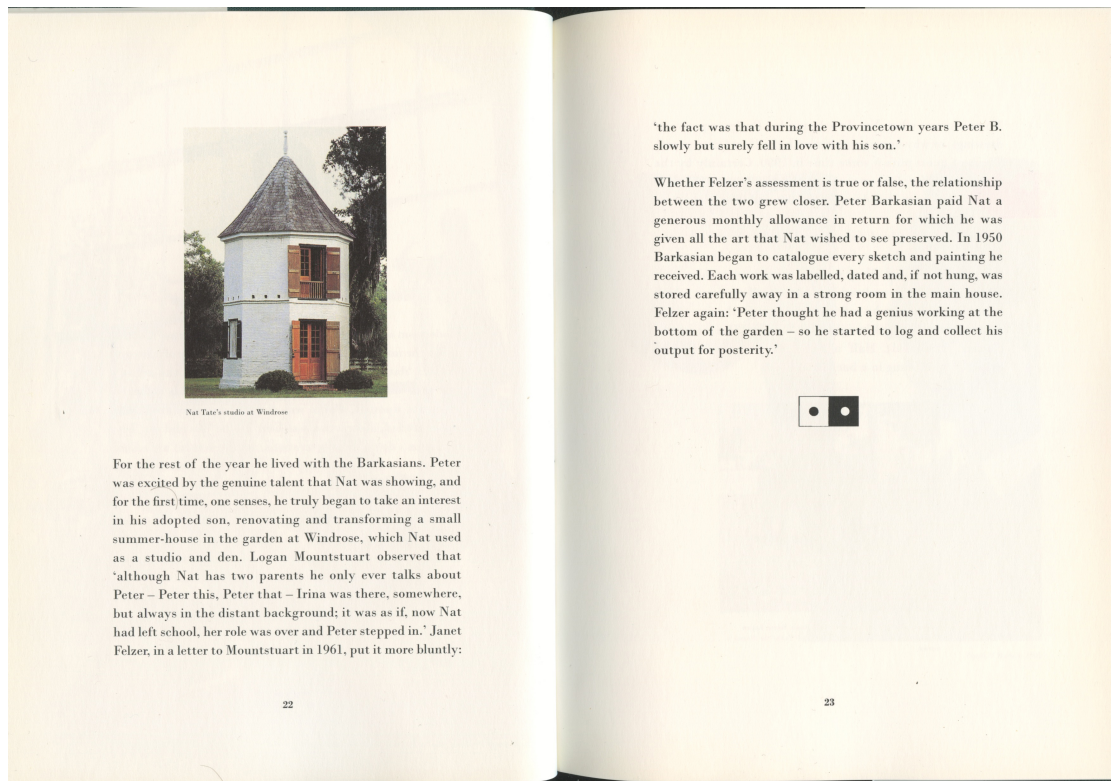 Nat Tate's studio at Windrose
For the rest of the year he lived with the Barkasians. Peter
was excited by the genuine talent that Nat was showing, and
for the first time, one senses, he truly began to take an interest
in his adopted son, renovating and transforming a small
summer-house in the garden at Windrose, which Nat used
as a studio and den. Logan Mountstuart observed that
‘although Nat has two parents he only ever talks about
Peter – Peter this, Peter that – Irina was there, somewhere,
but always in the distant background; it was as if, now Nat
had left school, her role was over and Peter stepped in.’ Janet
Felzer, in a letter to Mountstuart in 1961, put it more bluntly:
22
‘the fact was that during the Provincetown years Peter B.
slowly but surely fell in love with his son.’
Whether Felzer’s assessment is true or false, the relationship
between the two grew closer. Peter Barkasian paid Nat a
generous monthly allowance in return for which he was
given all the art that Nat wished to see preserved. In 1950
Barkasian began to catalogue every sketch and painting he
received. Each work was labelled, dated and, if not hung, was
stored carefully away in a strong room in the main house.
Felzer again: ‘Peter thought he had a genius working at the
bottom of the garden – so he started to log and collect his
output for posterity.’
23